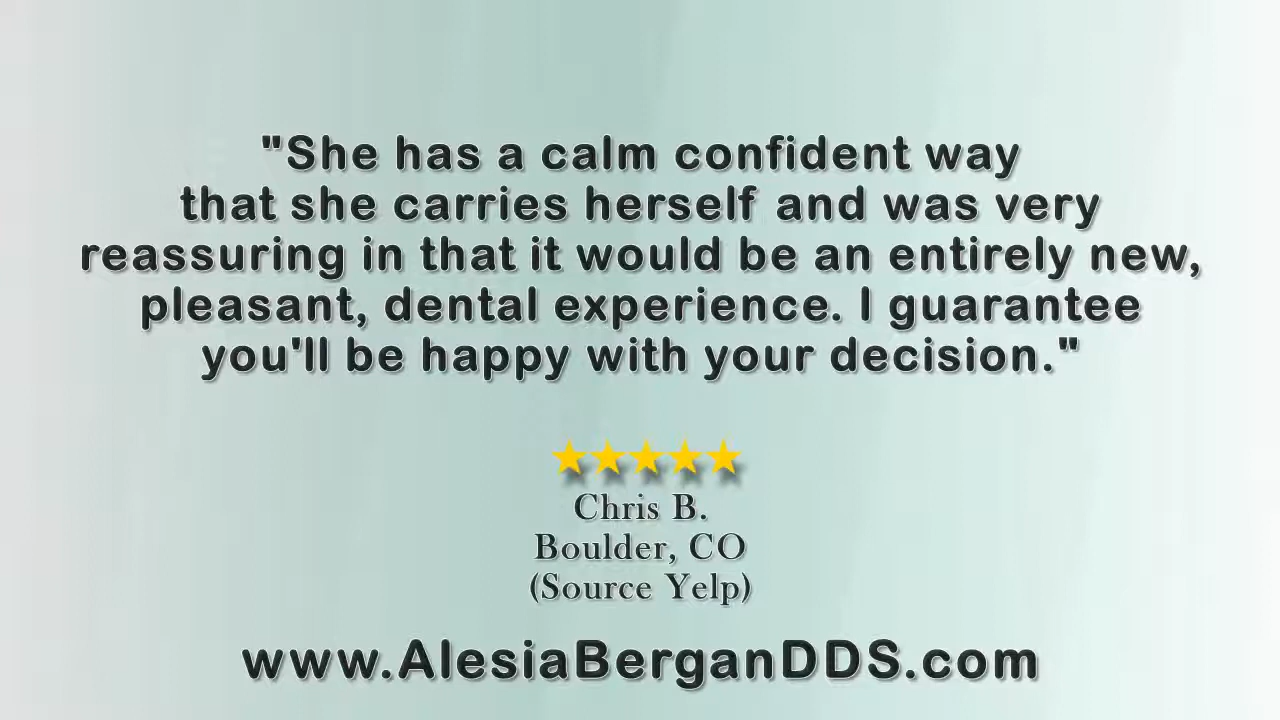 "She has a calm confident way
that she carries herself and was very
reassuring in that it would be an entirely new,
pleasant, dental experience. I guarantee
you'll be happy with your decision."
★★★★★
Chris B.
Boulder, CO
(Source Yelp)
www.AlesiaBerganDDS.com